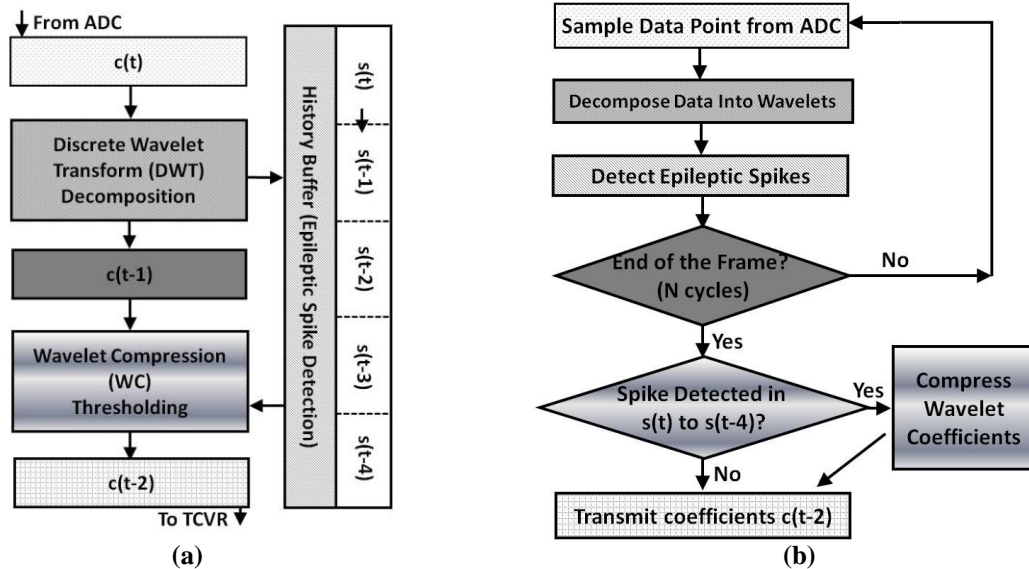 From ADC
c(t)
Discrete Wavelet
Transform (DWT)
Decomposition
c(t-1)
Wavelet Compression
(WC)
Thresholding
c(t-2)
To TCVR
History Buffer (Epileptic Spike Detection)
s(t)
s(t-1)
s(t-2)
s(t-3)
s(t-4)
(a)
Sample Data Point from ADC
Decompose Data Into Wavelets
Detect Epileptic Spikes
End of the Frame?
(N cycles)
No
Yes
Spike Detected in
s(t) to s(t-4)?
Yes
Compress
Wavelet
Coefficients
No
Transmit coefficients c(t-2)
(b)